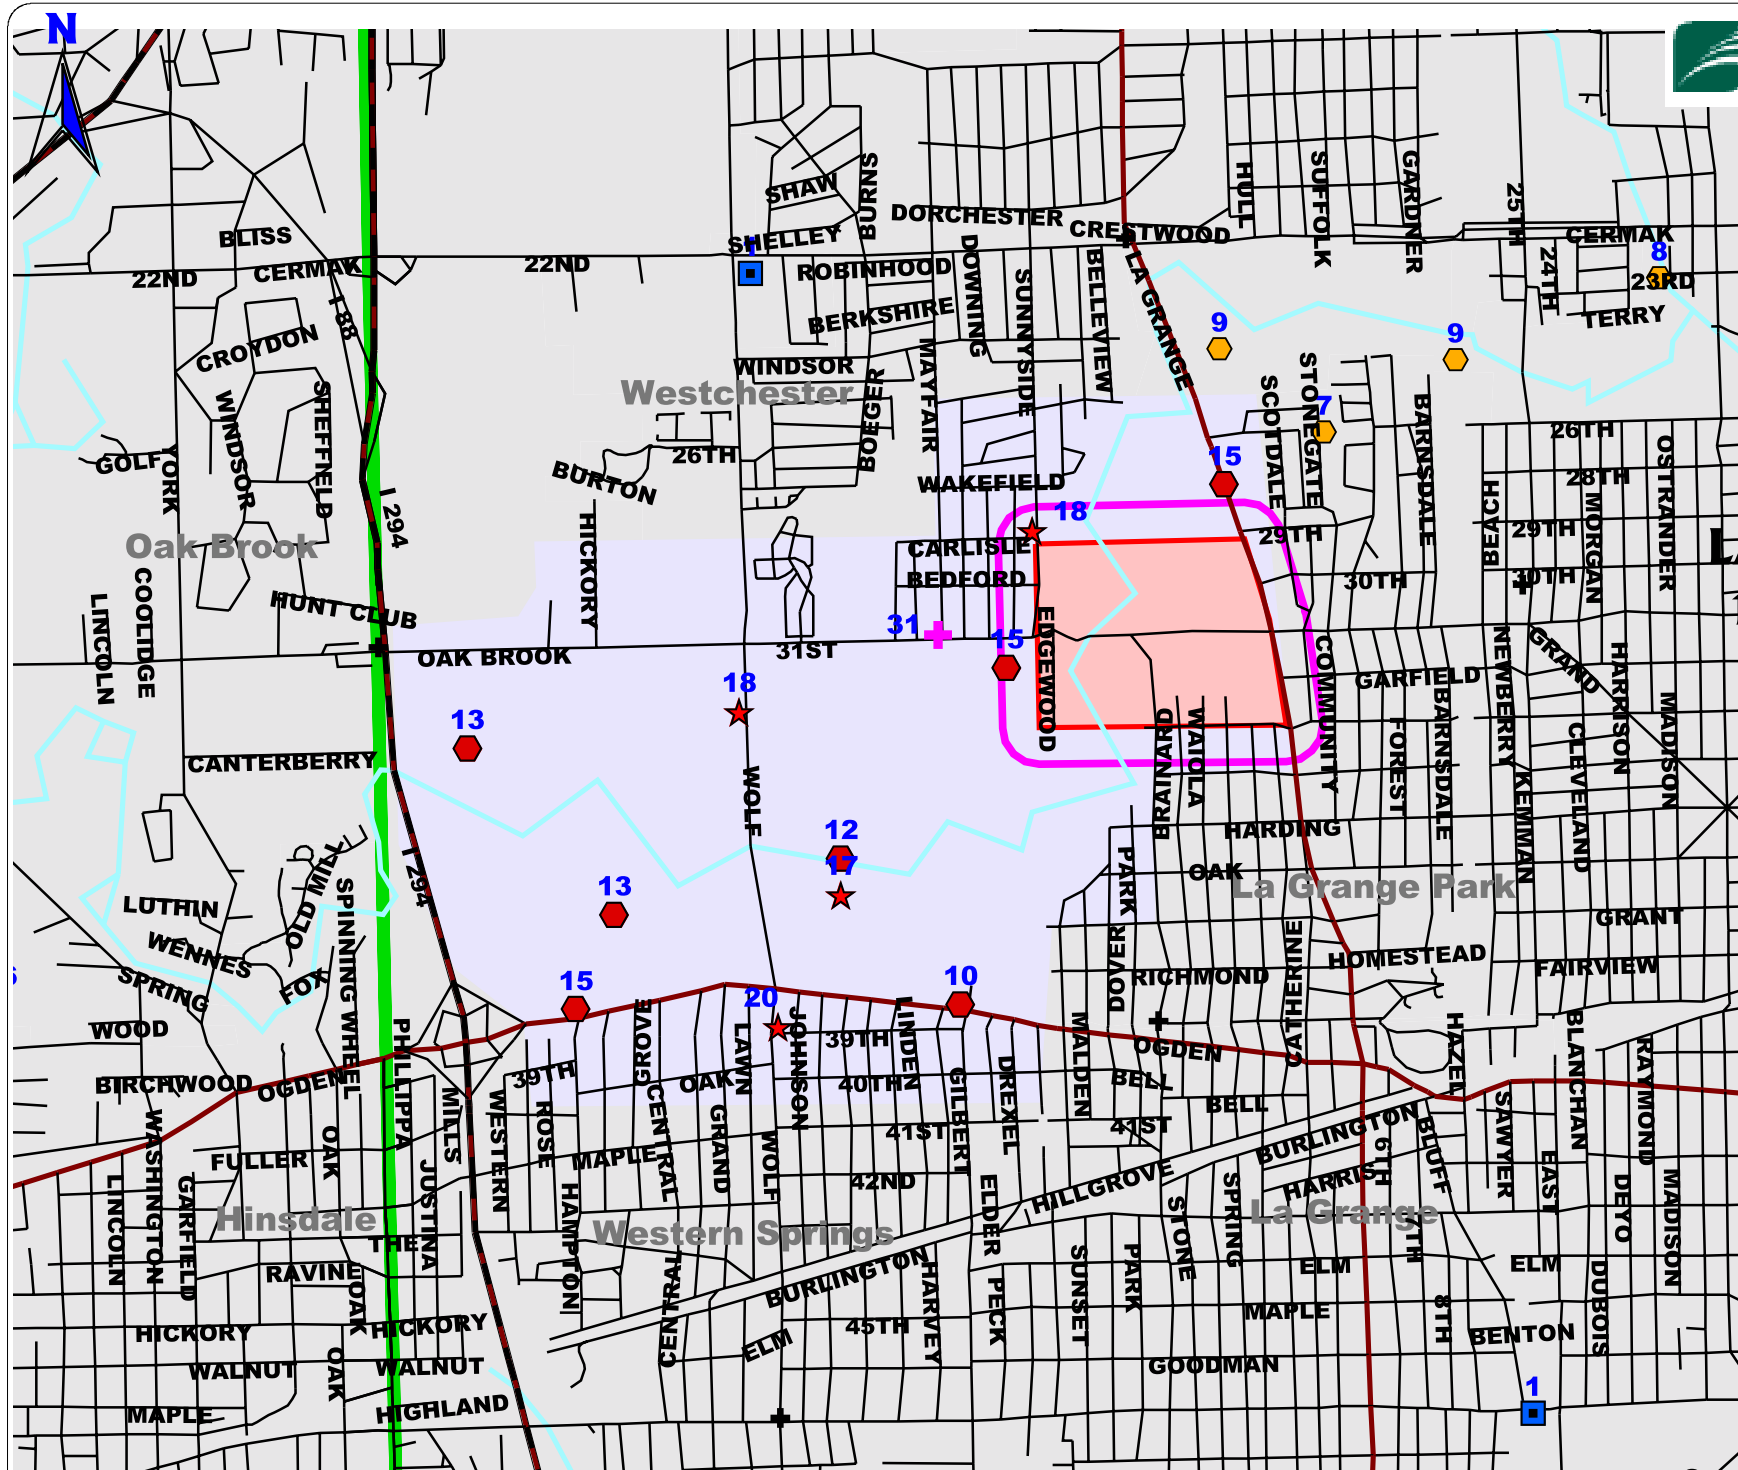 N
SHAW
BURNS
HULL
SUFFOLK
GARDNER
25TH
DORCHESTER
CRESTWOOD
CERMAK
BLISS
SHELLEY
1
22ND
CERMAK
22ND
ROBINHOOD
DOWNING
SUNNYSIDE
BELLEVIEW
LA GRANGE
24TH
8
23RD
TERRY
I 88
BERKSHIRE
9
9
CROYDON
WINDSOR
MAYFAIR
Westchester
BOEGER
SCOTDALE
STONEGATE
7
BARNSDALE
WINDSOR
SHEFFIELD
26TH
GOLF
YORK
BURTON
26TH
15
28TH
OSTRANDER
WAKEFIELD
BEACH
MORGAN
I 294
HICKORY
18
29TH
29TH
Oak Brook
CARLISLE
BEDFORD
30TH
30TH
COOLIDGE
LINCOLN
HUNT CLUB
31
15
EDGEWOOD
COMMUNITY
NEWBERRY
GRAND
HARRISON
OAK BROOK
31ST
GARFIELD
18
13
BARNSDALE
MADISON
BRAINARD
WAIOLA
FOREST
CLEVELAND
CANTERBERRY
WOLF
KEMMAN
12
17
HARDING
I 294
PARK
OAK
La Grange Park
OLD MILL
13
LUTHIN
SPINNING WHEEL
GRANT
WENNES
DOVER
CATHERINE
HOMESTEAD
SPRING
FOX
15
20
10
RICHMOND
FAIRVIEW
WOOD
PHILLIPPA
GROVE
LAWN
JOHNSON
39TH
LINDEN
MALDEN
OGDEN
HAZEL
BLANCHAN
RAYMOND
BIRCHWOOD
OGDEN
39TH
OAK
40TH
GILBERT
DREXEL
BELL
BELL
MILLS
WESTERN
ROSE
CENTRAL
GRAND
41ST
41ST
BURLINGTON
6TH
BLUFF
SAWYER
WASHINGTON
FULLER
OAK
MAPLE
WOLF
42ND
HILLGROVE
HARRIS
EAST
LINCOLN
GARFIELD
JUSTINA
HAMPTON
ELDER
STONE
SPRING
DEYO
MADISON
Hinsdale
Western Springs
La Grange
7TH
THE
RAVINE
OAK
CENTRAL
BURLINGTON
HARVEY
PECK
SUNSET
PARK
ELM
ELM
DUBOIS
HICKORY
HICKORY
45TH
MAPLE
8TH
BENTON
WALNUT
OAK
WALNUT
ELM
GOODMAN
MAPLE
HIGHLAND
1